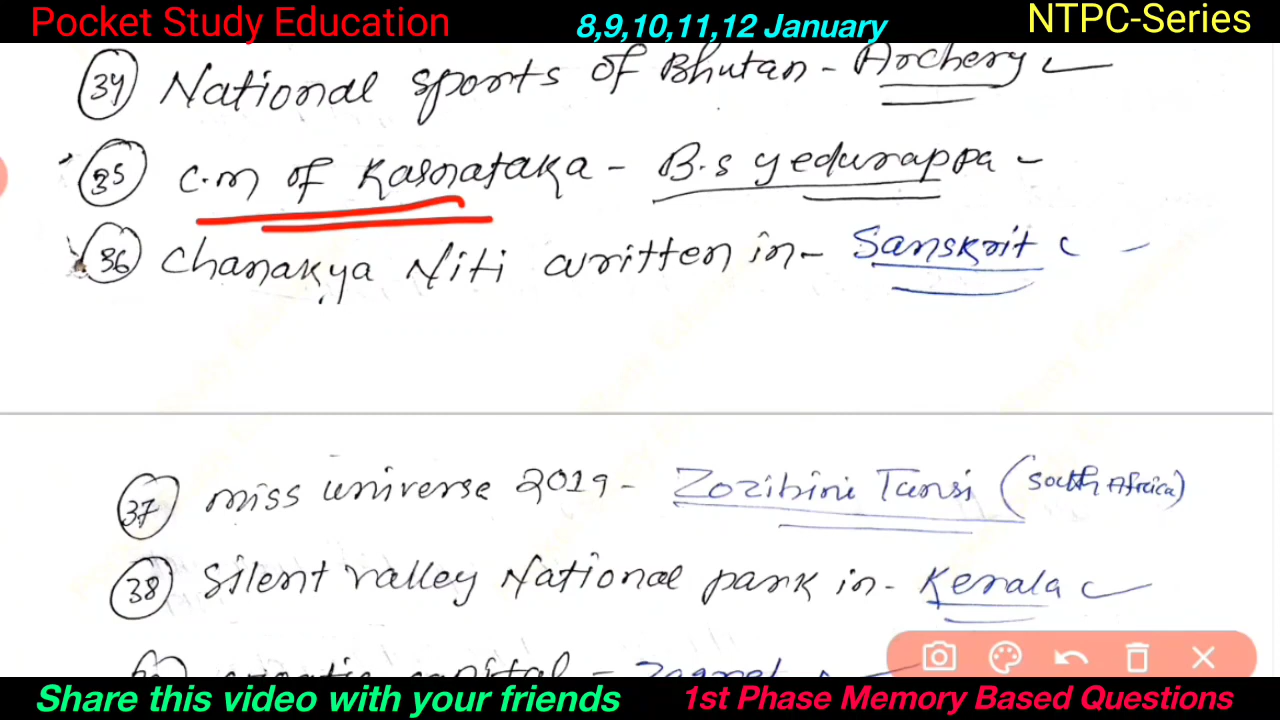 Pocket Study Education
8,9,10,11,12 January
NTPC-Series
34 National sports of Bhutan - Archery
35 C.M of Karnataka - B.S Yedurappa -
36 Chanakya Niti written in - Sanskrit
37 miss universe 2019 - Zozibini Tunsi (South Africa)
38 Silent valley National park in - Kerala
capital =
Share this video with your friends
1st Phase Memory Based Questions